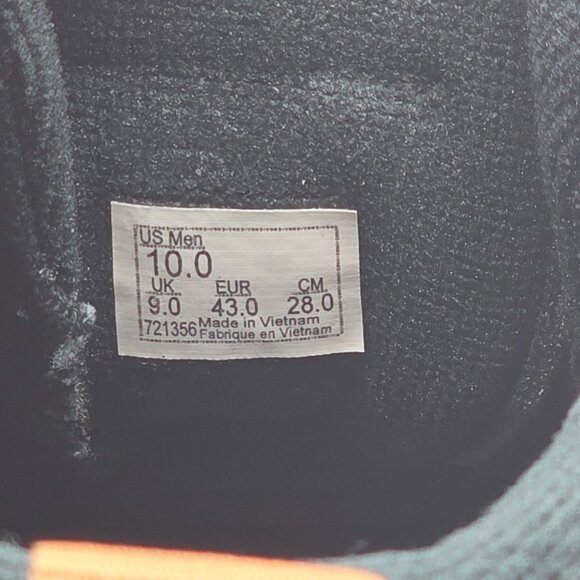 US Men
10.0
UK EUR CM
9.0 43.0 28.0
721356 Made in Vietnam
Fabrique en Vietnam